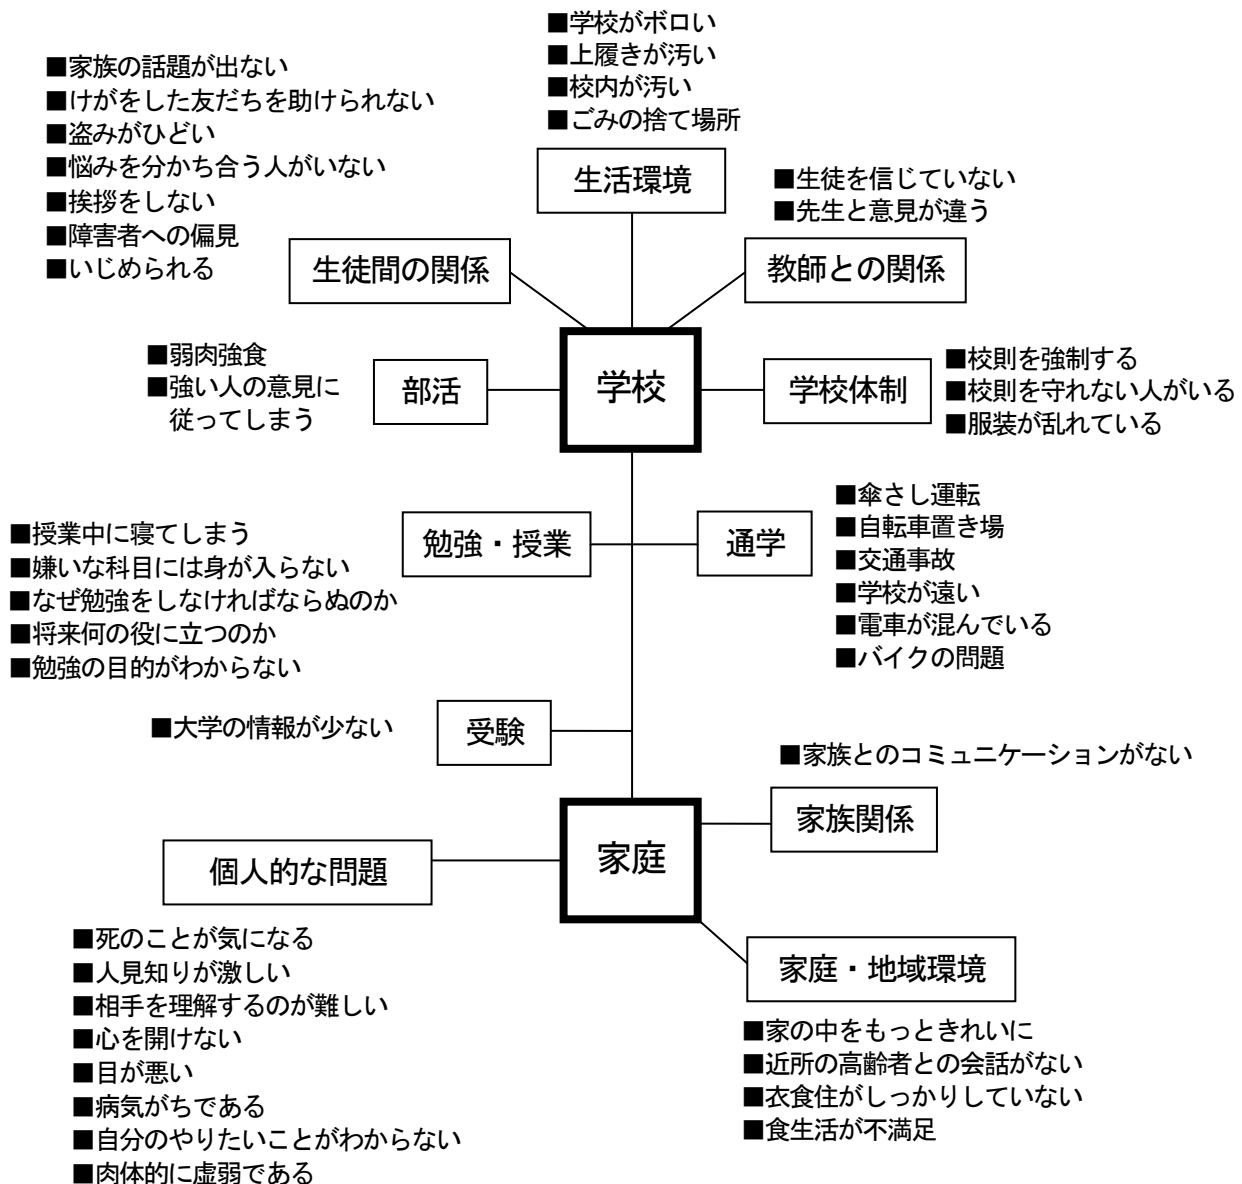 ■学校がボロい
■上履きが汚い
■校内が汚い
■ごみの捨て場所
生活環境
■家族の話題が出ない
■けがをした友だちを助けられない
■盗みがひどい
■悩みを分かち合う人がいない
■挨拶をしない
■障害者への偏見
■いじめられる
生徒間の関係
■生徒を信じていない
■先生と意見が違う
教師との関係
■弱肉強食
■強い人の意見に
従ってしまう
部活
学校
学校体制
■校則を強制する
■校則を守れない人がいる
■服装が乱れている
■授業中に寝てしまう
■嫌いな科目には身が入らない
■なぜ勉強をしなければならぬのか
■将来何の役に立つのか
■勉強の目的がわからない
勉強・授業
通学
■傘さし運転
■自転車置き場
■交通事故
■学校が遠い
■電車が混んでいる
■バイクの問題
■大学の情報が少ない
受験
■家族とのコミュニケーションがない
家族関係
家庭
個人的な問題
■死のことが気になる
■人見知りが激しい
■相手を理解するのが難しい
■心を開けない
■目が悪い
■病気がちである
■自分のやりたいことがわからない
■肉体的に虚弱である
家庭・地域環境
■家の中をもっときれいに
■近所の高齢者との会話がない
■衣食住がしっかりしていない
■食生活が不満足